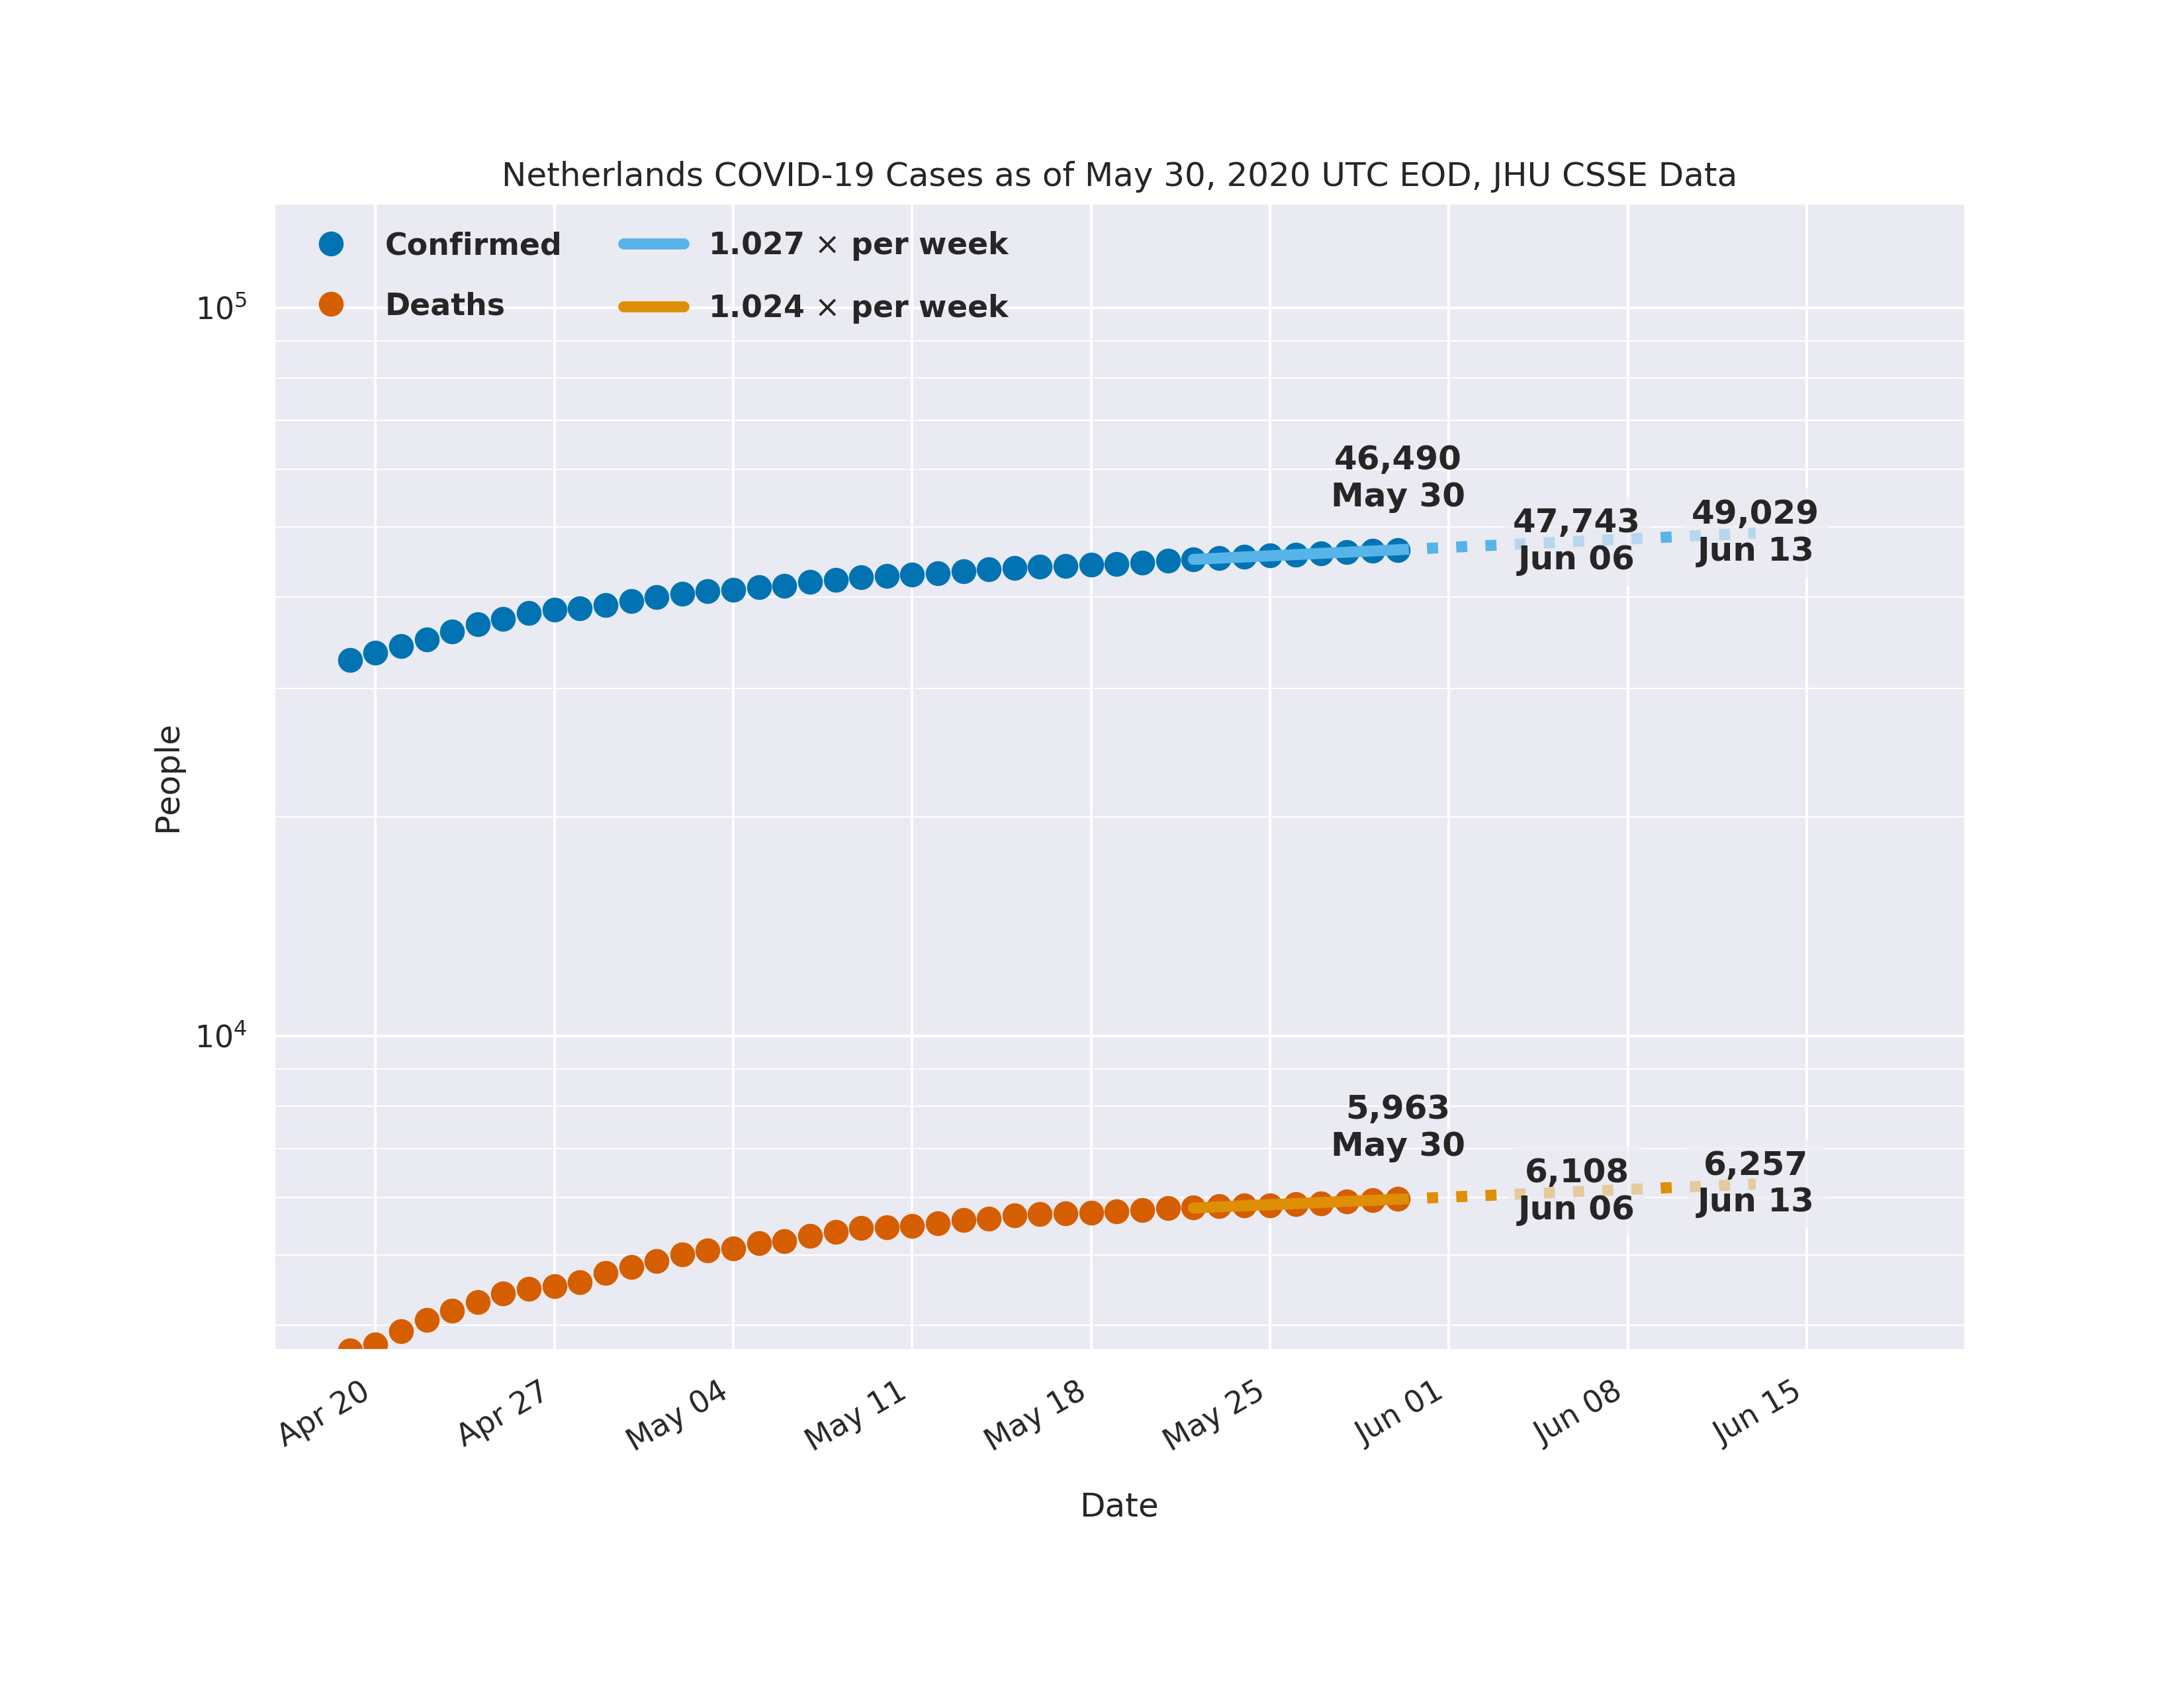 Netherlands COVID-19 Cases as of May 30, 2020 UTC EOD, JHU CSSE Data
Confirmed
Deaths
1.027 × per week
1.024 × per week
10⁵
10⁴
People
46,490
May 30
47,743
Jun 06
49,029
Jun 13
5,963
May 30
6,108
Jun 06
6,257
Jun 13
Apr 20
Apr 27
May 04
May 11
May 18
May 25
Jun 01
Jun 08
Jun 15
Date